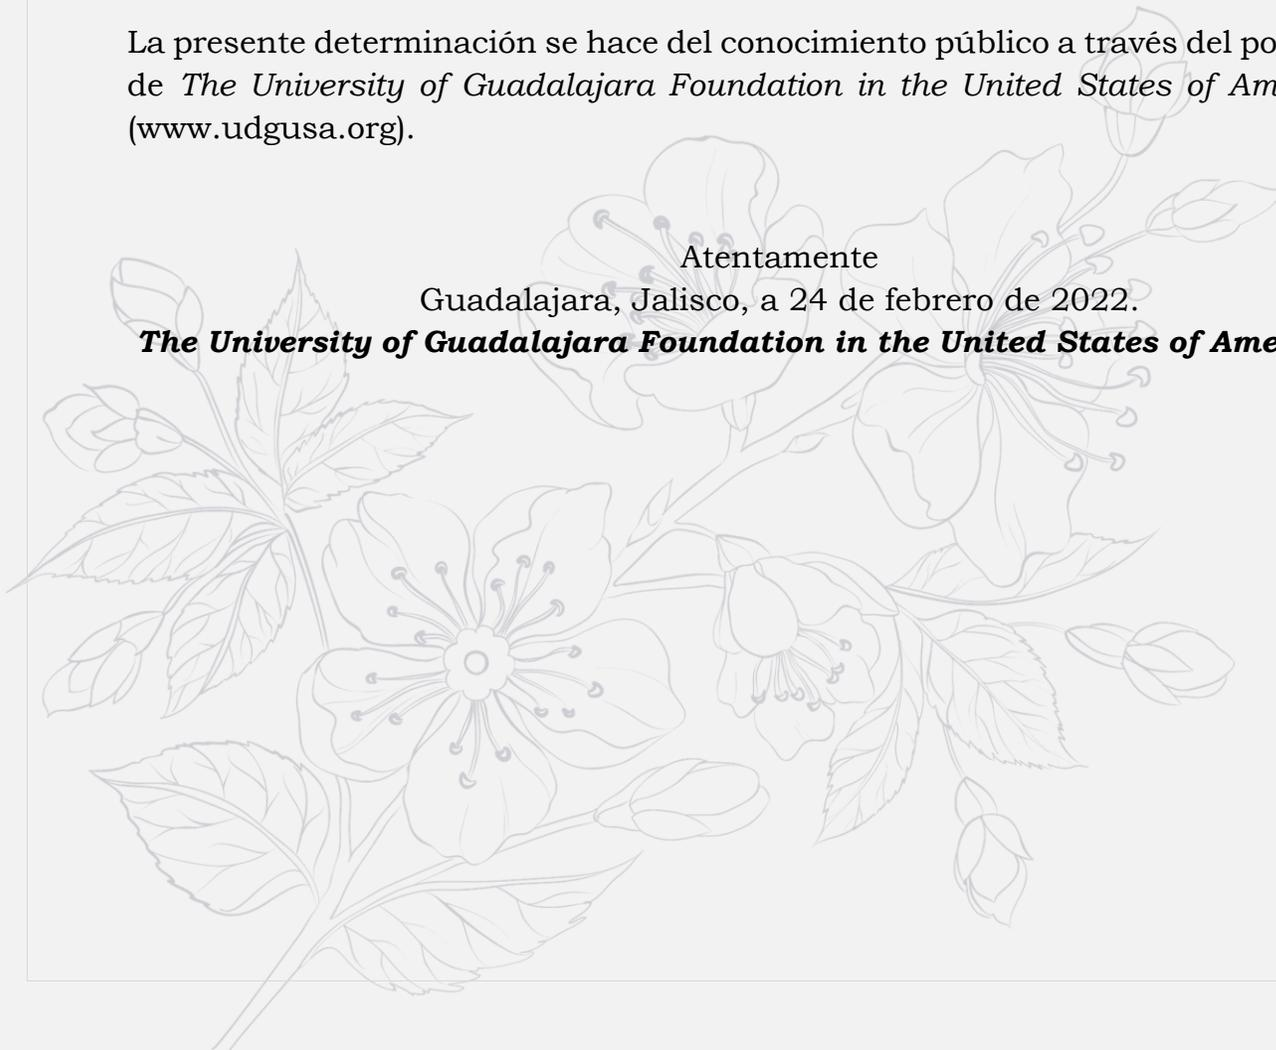 La presente determinación se hace del conocimiento público a través del po
de The University of Guadalajara Foundation in the United States of Am
(www.udgusa.org).
Atentamente
Guadalajara, Jalisco, a 24 de febrero de 2022.
The University of Guadalajara Foundation in the United States of Ame